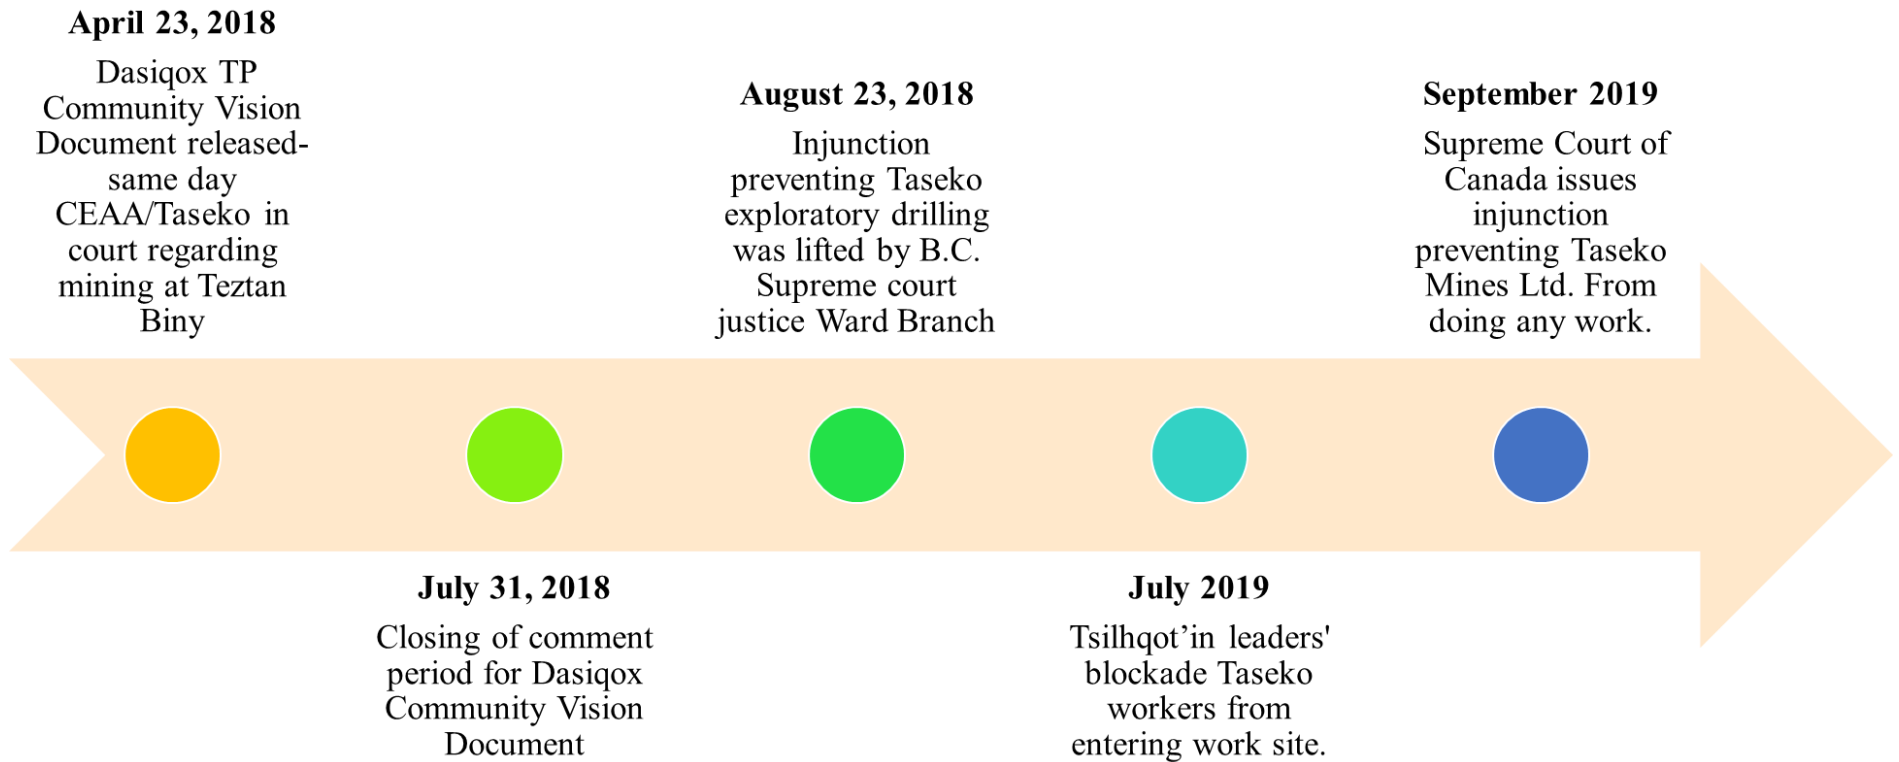 April 23, 2018
Dasiqox TP
Community Vision
Document released-
same day
CEAA/Taseko in
court regarding
mining at Teztan
Biny
July 31, 2018
Closing of comment
period for Dasiqox
Community Vision
Document
August 23, 2018
Injunction
preventing Taseko
exploratory drilling
was lifted by B.C.
Supreme court
justice Ward Branch
July 2019
Tsilhqot’in leaders'
blockade Taseko
workers from
entering work site.
September 2019
Supreme Court of
Canada issues
injunction
preventing Taseko
Mines Ltd. From
doing any work.